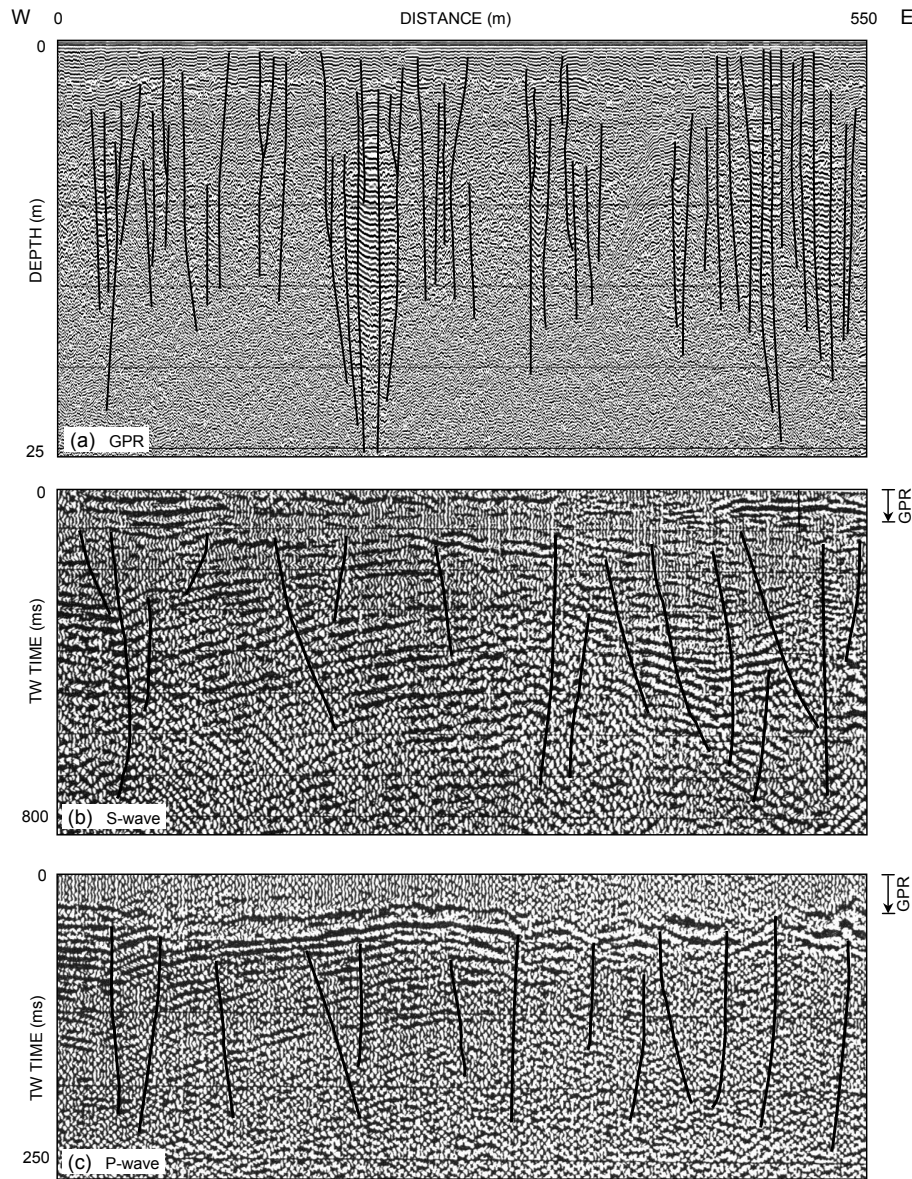 W 0 DISTANCE (m) 550 E
0
DEPTH (m)
(a) GPR
25
0
GPR
TW TIME (ms)
800
(b) S-wave
0
GPR
TW TIME (ms)
250
(c) P-wave